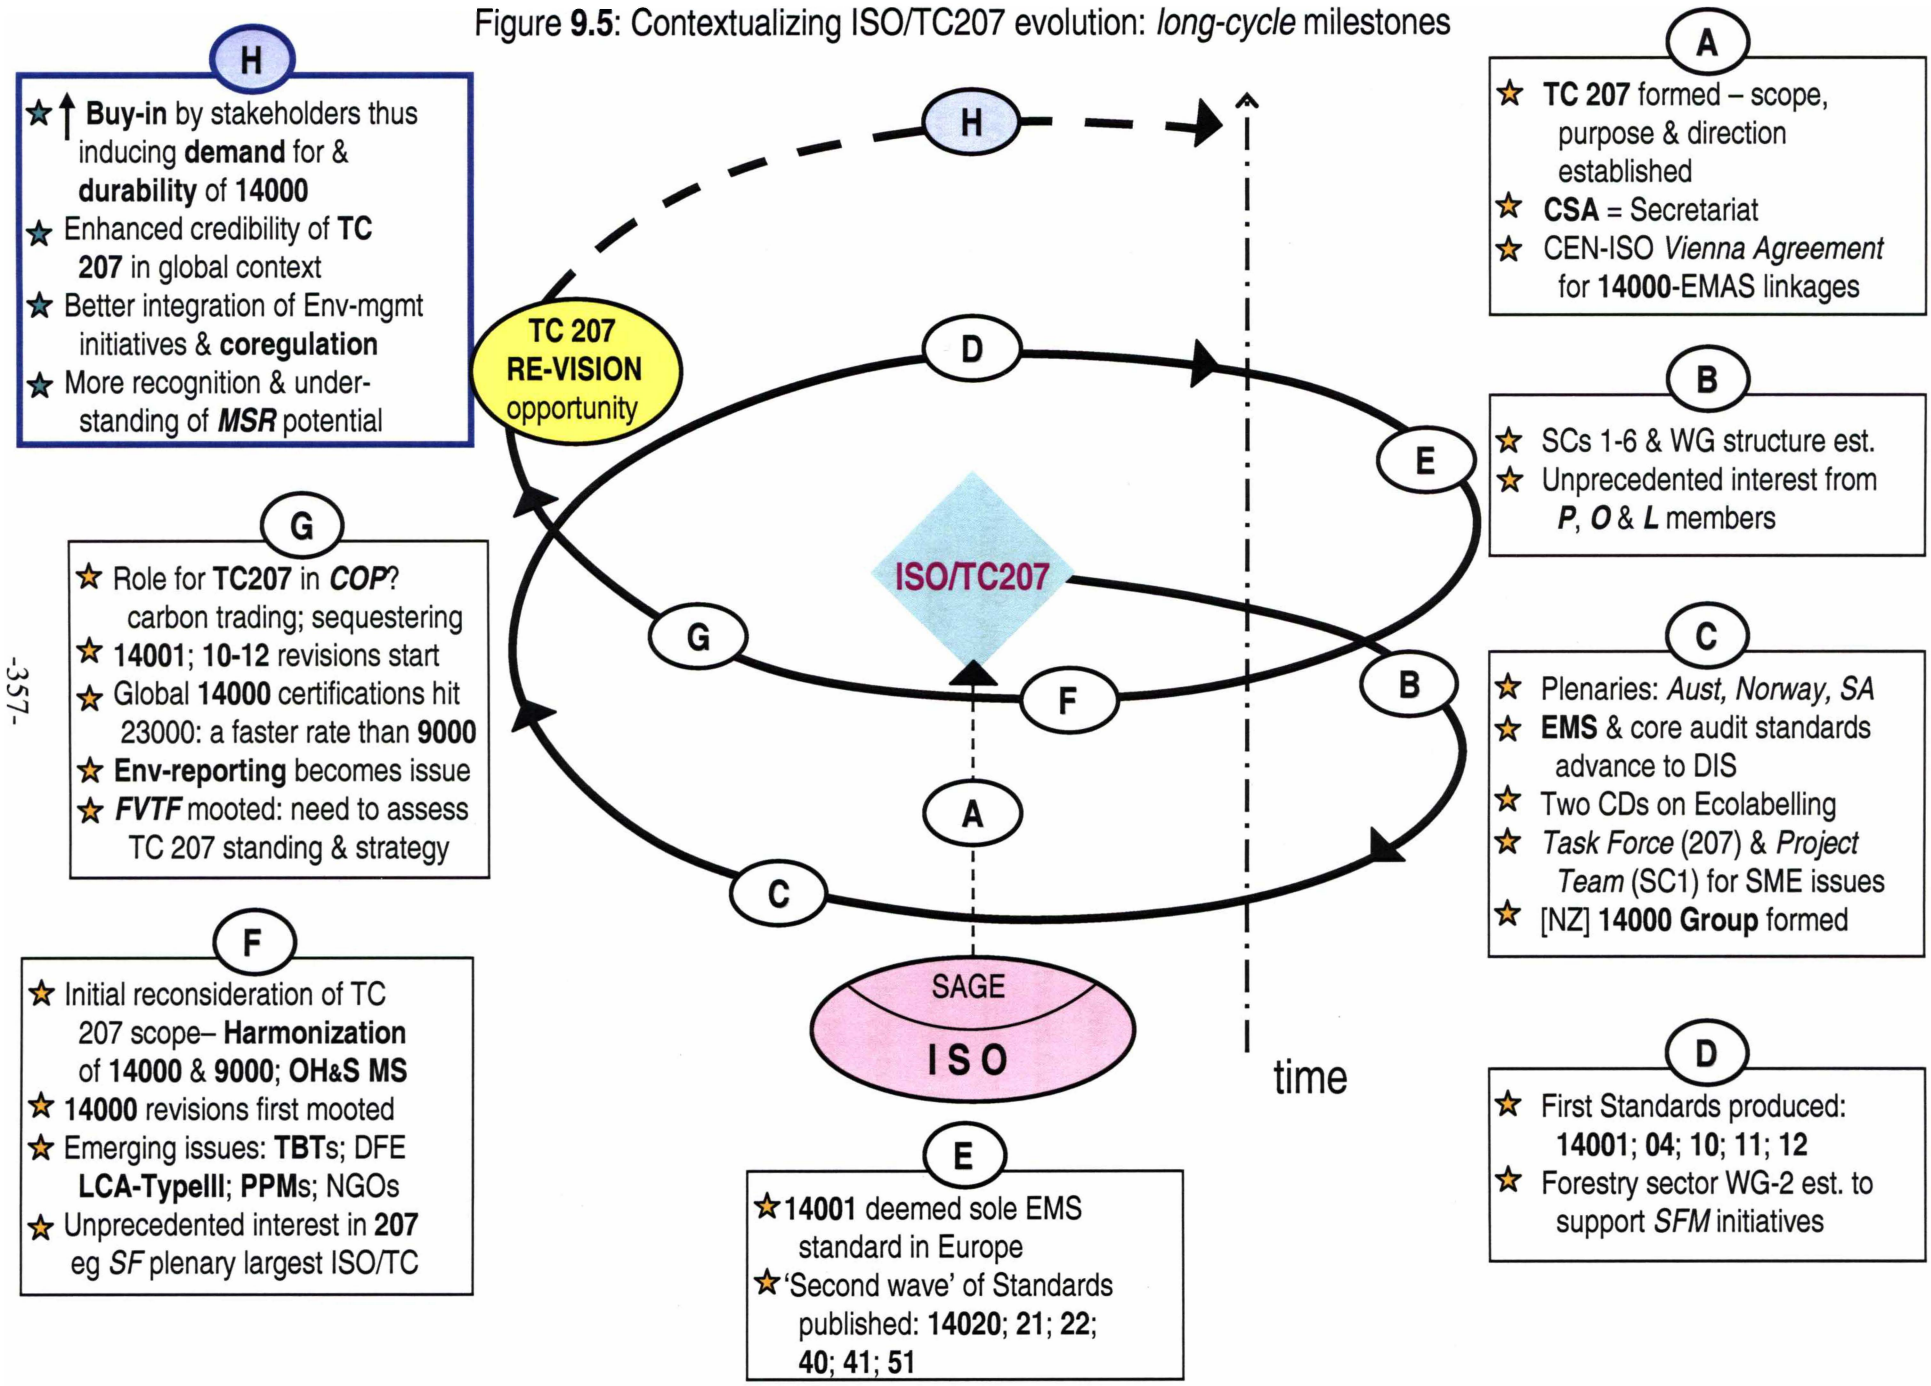 Figure 9.5: Contextualizing ISO/TC207 evolution: long-cycle milestones
H
Buy-in by stakeholders thus
inducing demand for &
durability of 14000
Enhanced credibility of TC
207 in global context
Better integration of Env-mgmt
initiatives & coregulation
More recognition & under-
standing of MSR potential
G
Role for TC207 in COP?
carbon trading; sequestering
14001; 10-12 revisions start
Global 14000 certifications hit
23000: a faster rate than 9000
Env-reporting becomes issue
FVTF mooted: need to assess
TC 207 standing & strategy
F
Initial reconsideration of TC
207 scope– Harmonization
of 14000 & 9000; OH&S MS
14000 revisions first mooted
Emerging issues: TBTs; DFE
LCA-TypeIII; PPMs; NGOs
Unprecedented interest in 207
eg SF plenary largest ISO/TC
-357-
H
TC 207
RE-VISION
opportunity
D
E
ISO/TC207
G
F
B
A
C
SAGE
ISO
time
E
14001 deemed sole EMS
standard in Europe
‘Second wave’ of Standards
published: 14020; 21; 22;
40; 41; 51
A
TC 207 formed – scope,
purpose & direction
established
CSA = Secretariat
CEN-ISO Vienna Agreement
for 14000-EMAS linkages
B
SCs 1-6 & WG structure est.
Unprecedented interest from
P, O & L members
C
Plenaries: Aust, Norway, SA
EMS & core audit standards
advance to DIS
Two CDs on Ecolabelling
Task Force (207) & Project
Team (SC1) for SME issues
[NZ] 14000 Group formed
D
First Standards produced:
14001; 04; 10; 11; 12
Forestry sector WG-2 est. to
support SFM initiatives